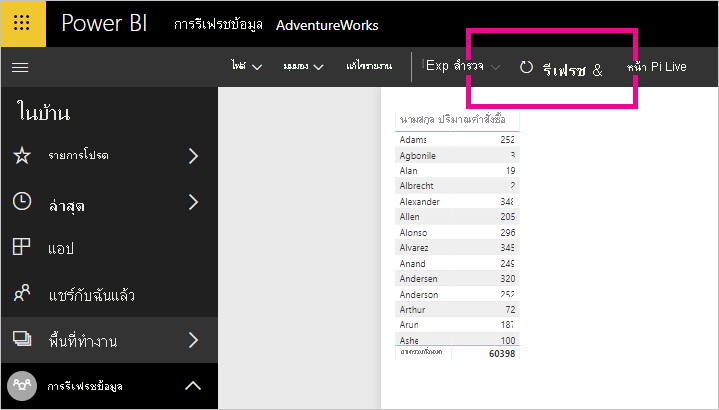 Power BI การรีเฟรชข้อมูล AdventureWorks
ไฟล์ มุมมอง แก้ไขรายงาน Exp สำรวจ รีเฟรช & หน้า Pi Live
ในบ้าน
รายการโปรด
ล่าสุด
แอป
แชร์กับฉันแล้ว
พื้นที่ทำงาน
การรีเฟรชข้อมูล
นามสกุล ปริมาณคำสั่งซื้อ
Adams 252
Agbonile 3
Alan 19
Albrecht 2
Alexander 348
Allen 205
Alonso 296
Alvarez 345
Anand 249
Andersen 320
Anderson 252
Arthur 72
Arun 187
Ashe 100
60398